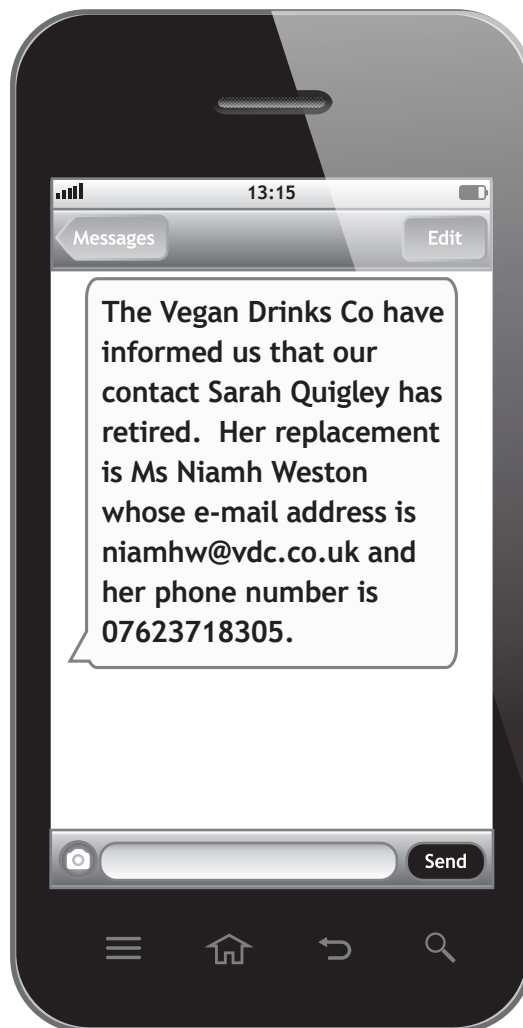 13:15
Messages
Edit
The Vegan Drinks Co have
informed us that our
contact Sarah Quigley has
retired.  Her replacement
is Ms Niamh Weston
whose e-mail address is
niamhw@vdc.co.uk and
her phone number is
07623718305.
Send